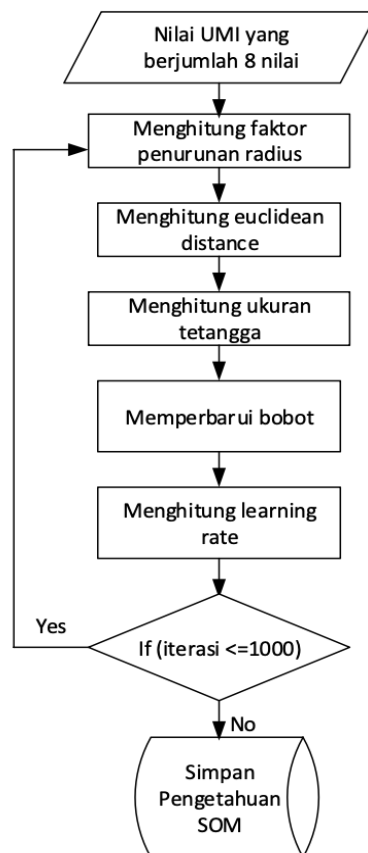 Nilai UMI yang
berjumlah 8 nilai
Menghitung faktor
penurunan radius
Menghitung euclidean
distance
Menghitung ukuran
tetangga
Memperbarui bobot
Menghitung learning
rate
Yes
If (iterasi <=1000)
No
Simpan
Pengetahuan
SOM